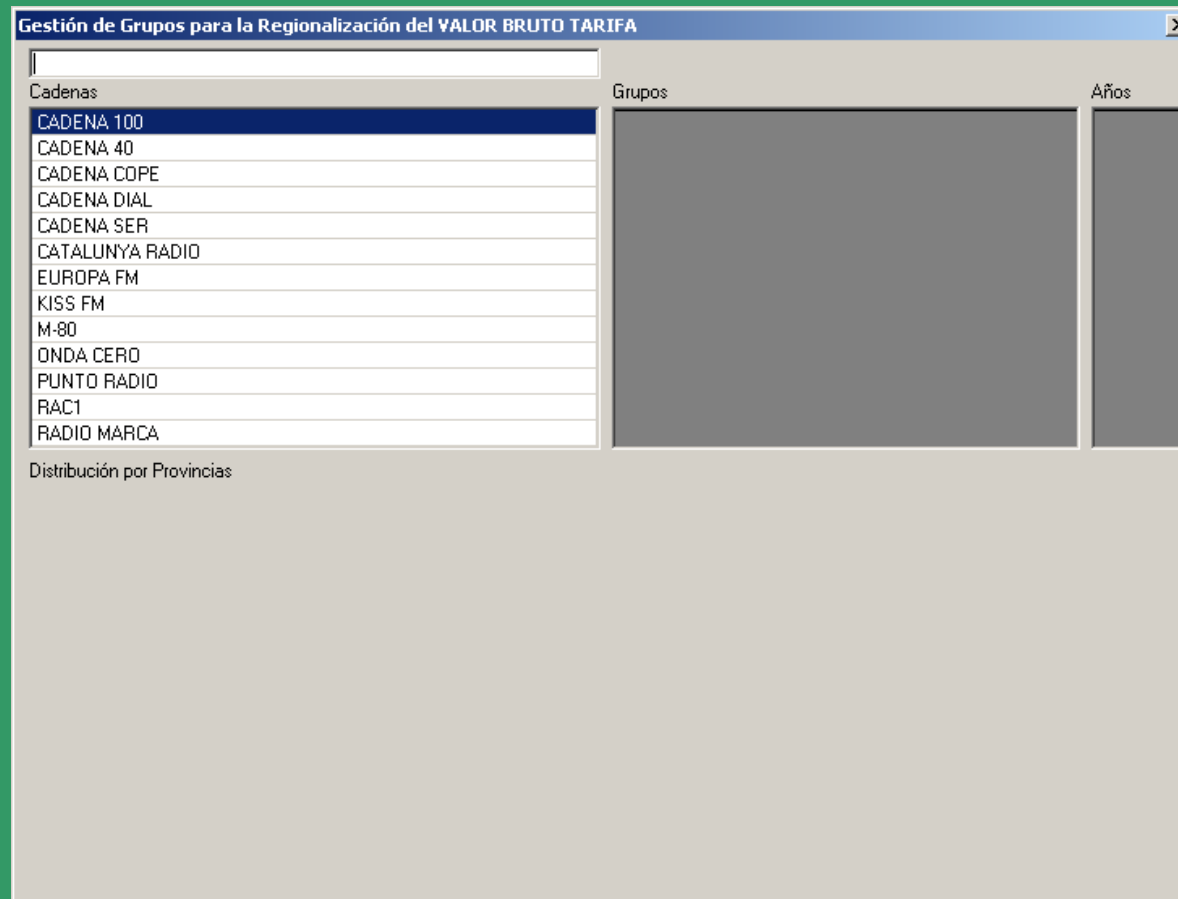 Gestión de Grupos para la Regionalización del VALOR BRUTO TARIFA
Cadenas Grupos Años
CADENA 100
CADENA 40
CADENA COPE
CADENA DIAL
CADENA SER
CATALUNYA RADIO
EUROPA FM
KISS FM
M-80
ONDA CERO
PUNTO RADIO
RAC1
RADIO MARCA
Distribución por Provincias